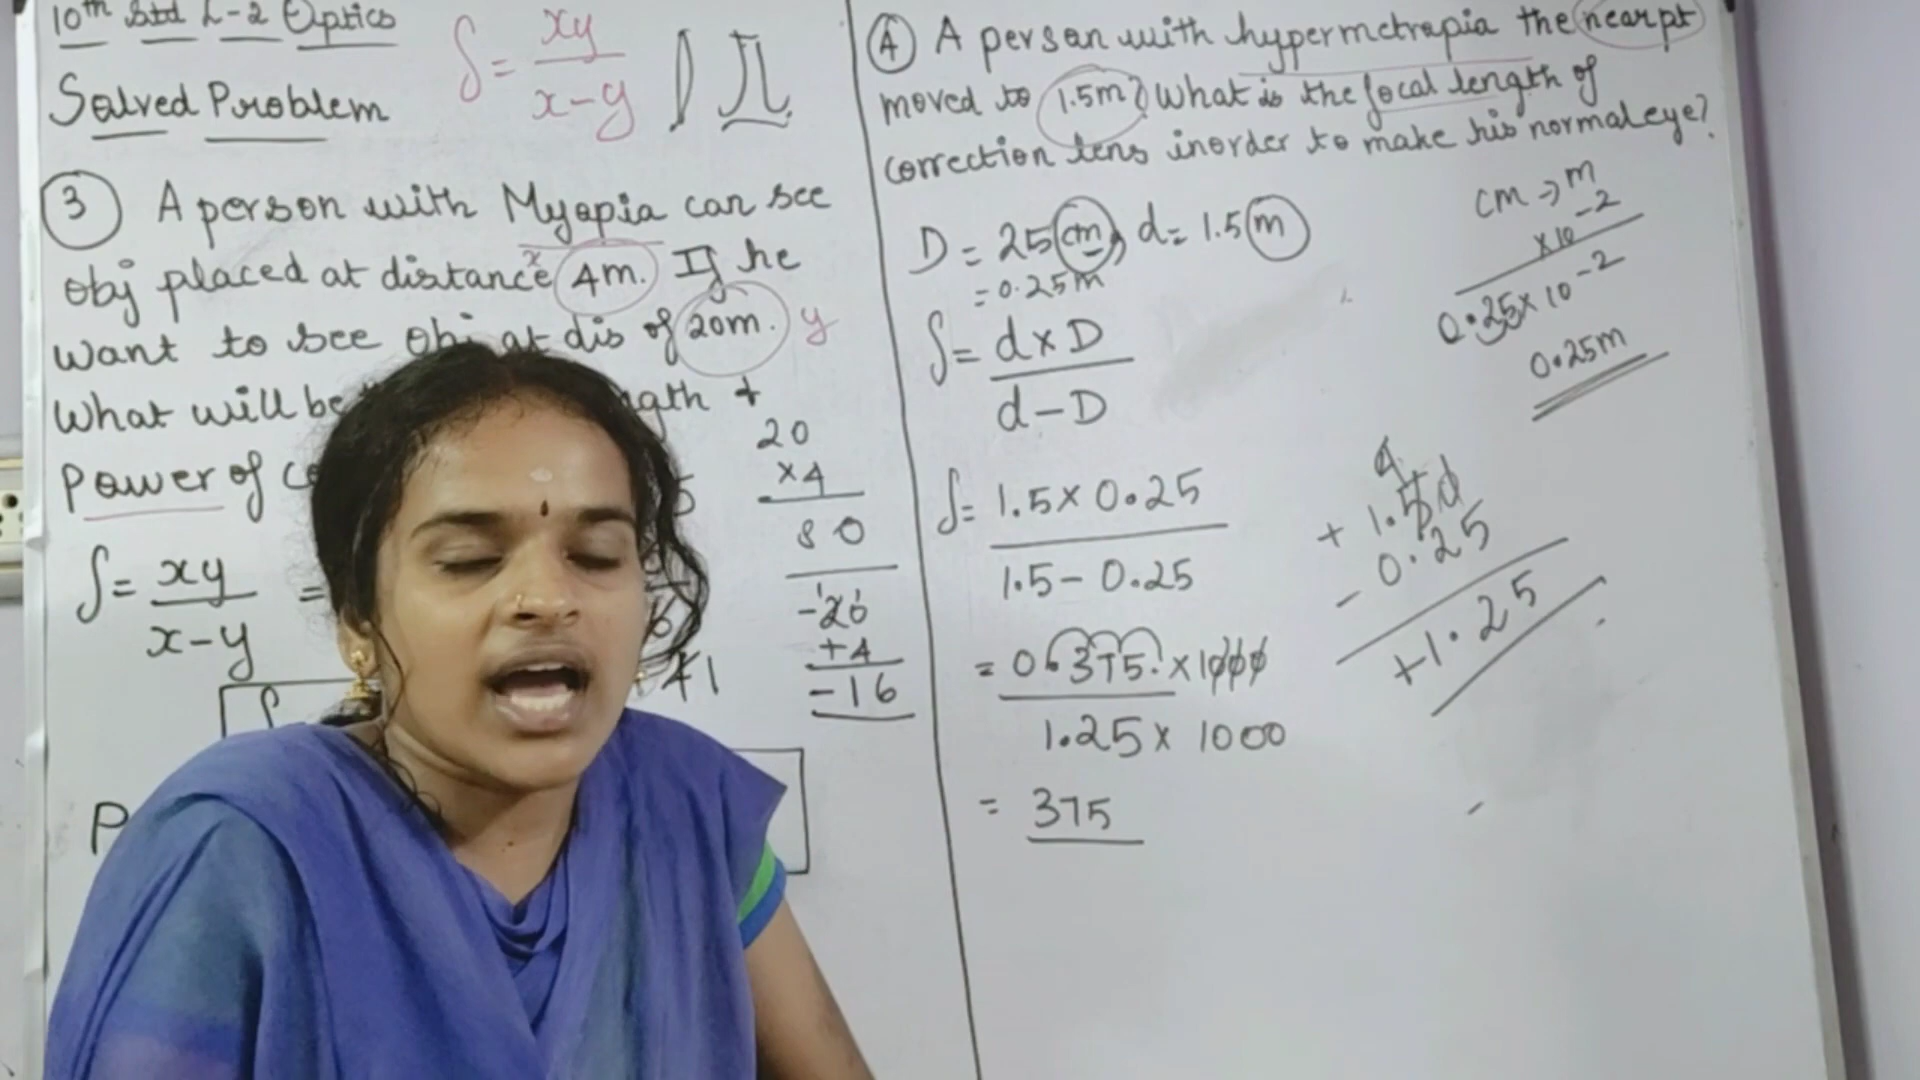 10th Std L-2 Optics
Solved Problem
f = xy / x-y
3 A person with Myopia can see
x
obj placed at distance 4m. If he
want to see obj at dis of 20m. y
What will be
power of
f = xy / x-y =
20
×4
80
-20
+4
-16
P
4 A person with hypermetropia the near pt
moved to 1.5m? What is the focal length of
correction lens inorder to make his normal eye?
D = 25cm, d = 1.5m
= 0.25m
f = d×D / d-D
f = 1.5×0.25 / 1.5-0.25
= 0.375×1000 / 1.25×1000
= 375
cm → m
×10-2
0.25×10-2
0.25m
4
+ 1.5
- 0.25
+1.25